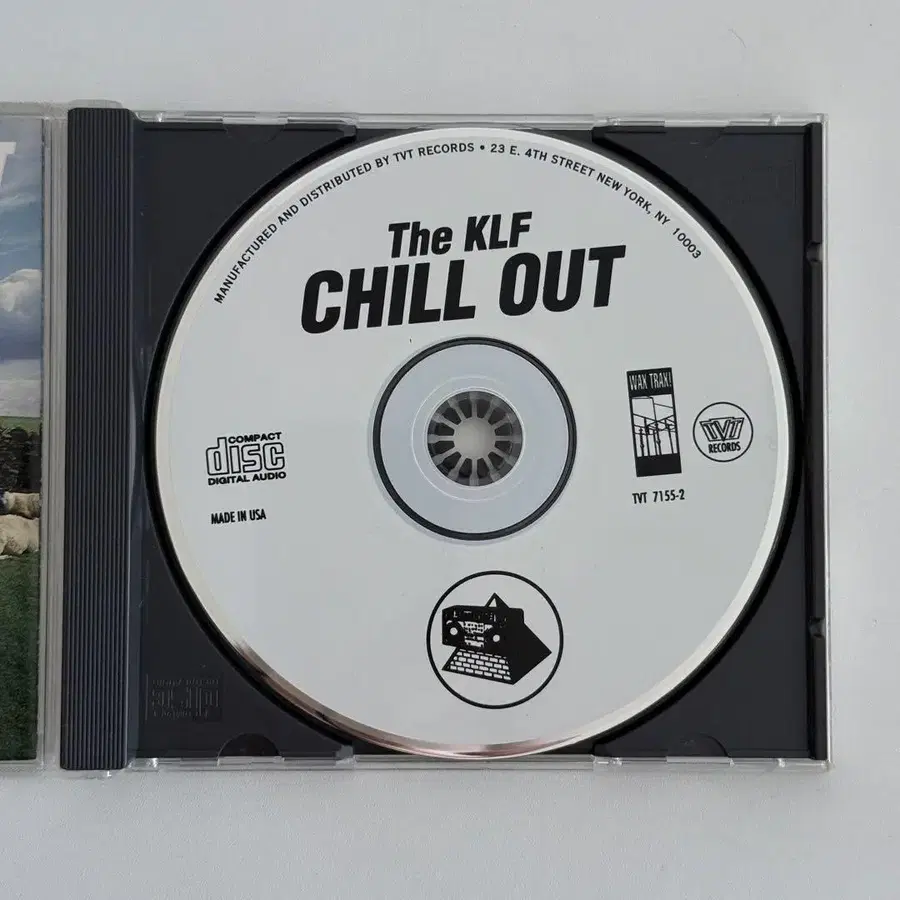 MANUFACTURED AND DISTRIBUTED BY TVT RECORDS • 23 E. 4TH STREET NEW YORK, NY 10003
The KLF
CHILL OUT
COMPACT
disc
DIGITAL AUDIO
MADE IN USA
WAX TRAX!
TVT
RECORDS
TVT 7155-2